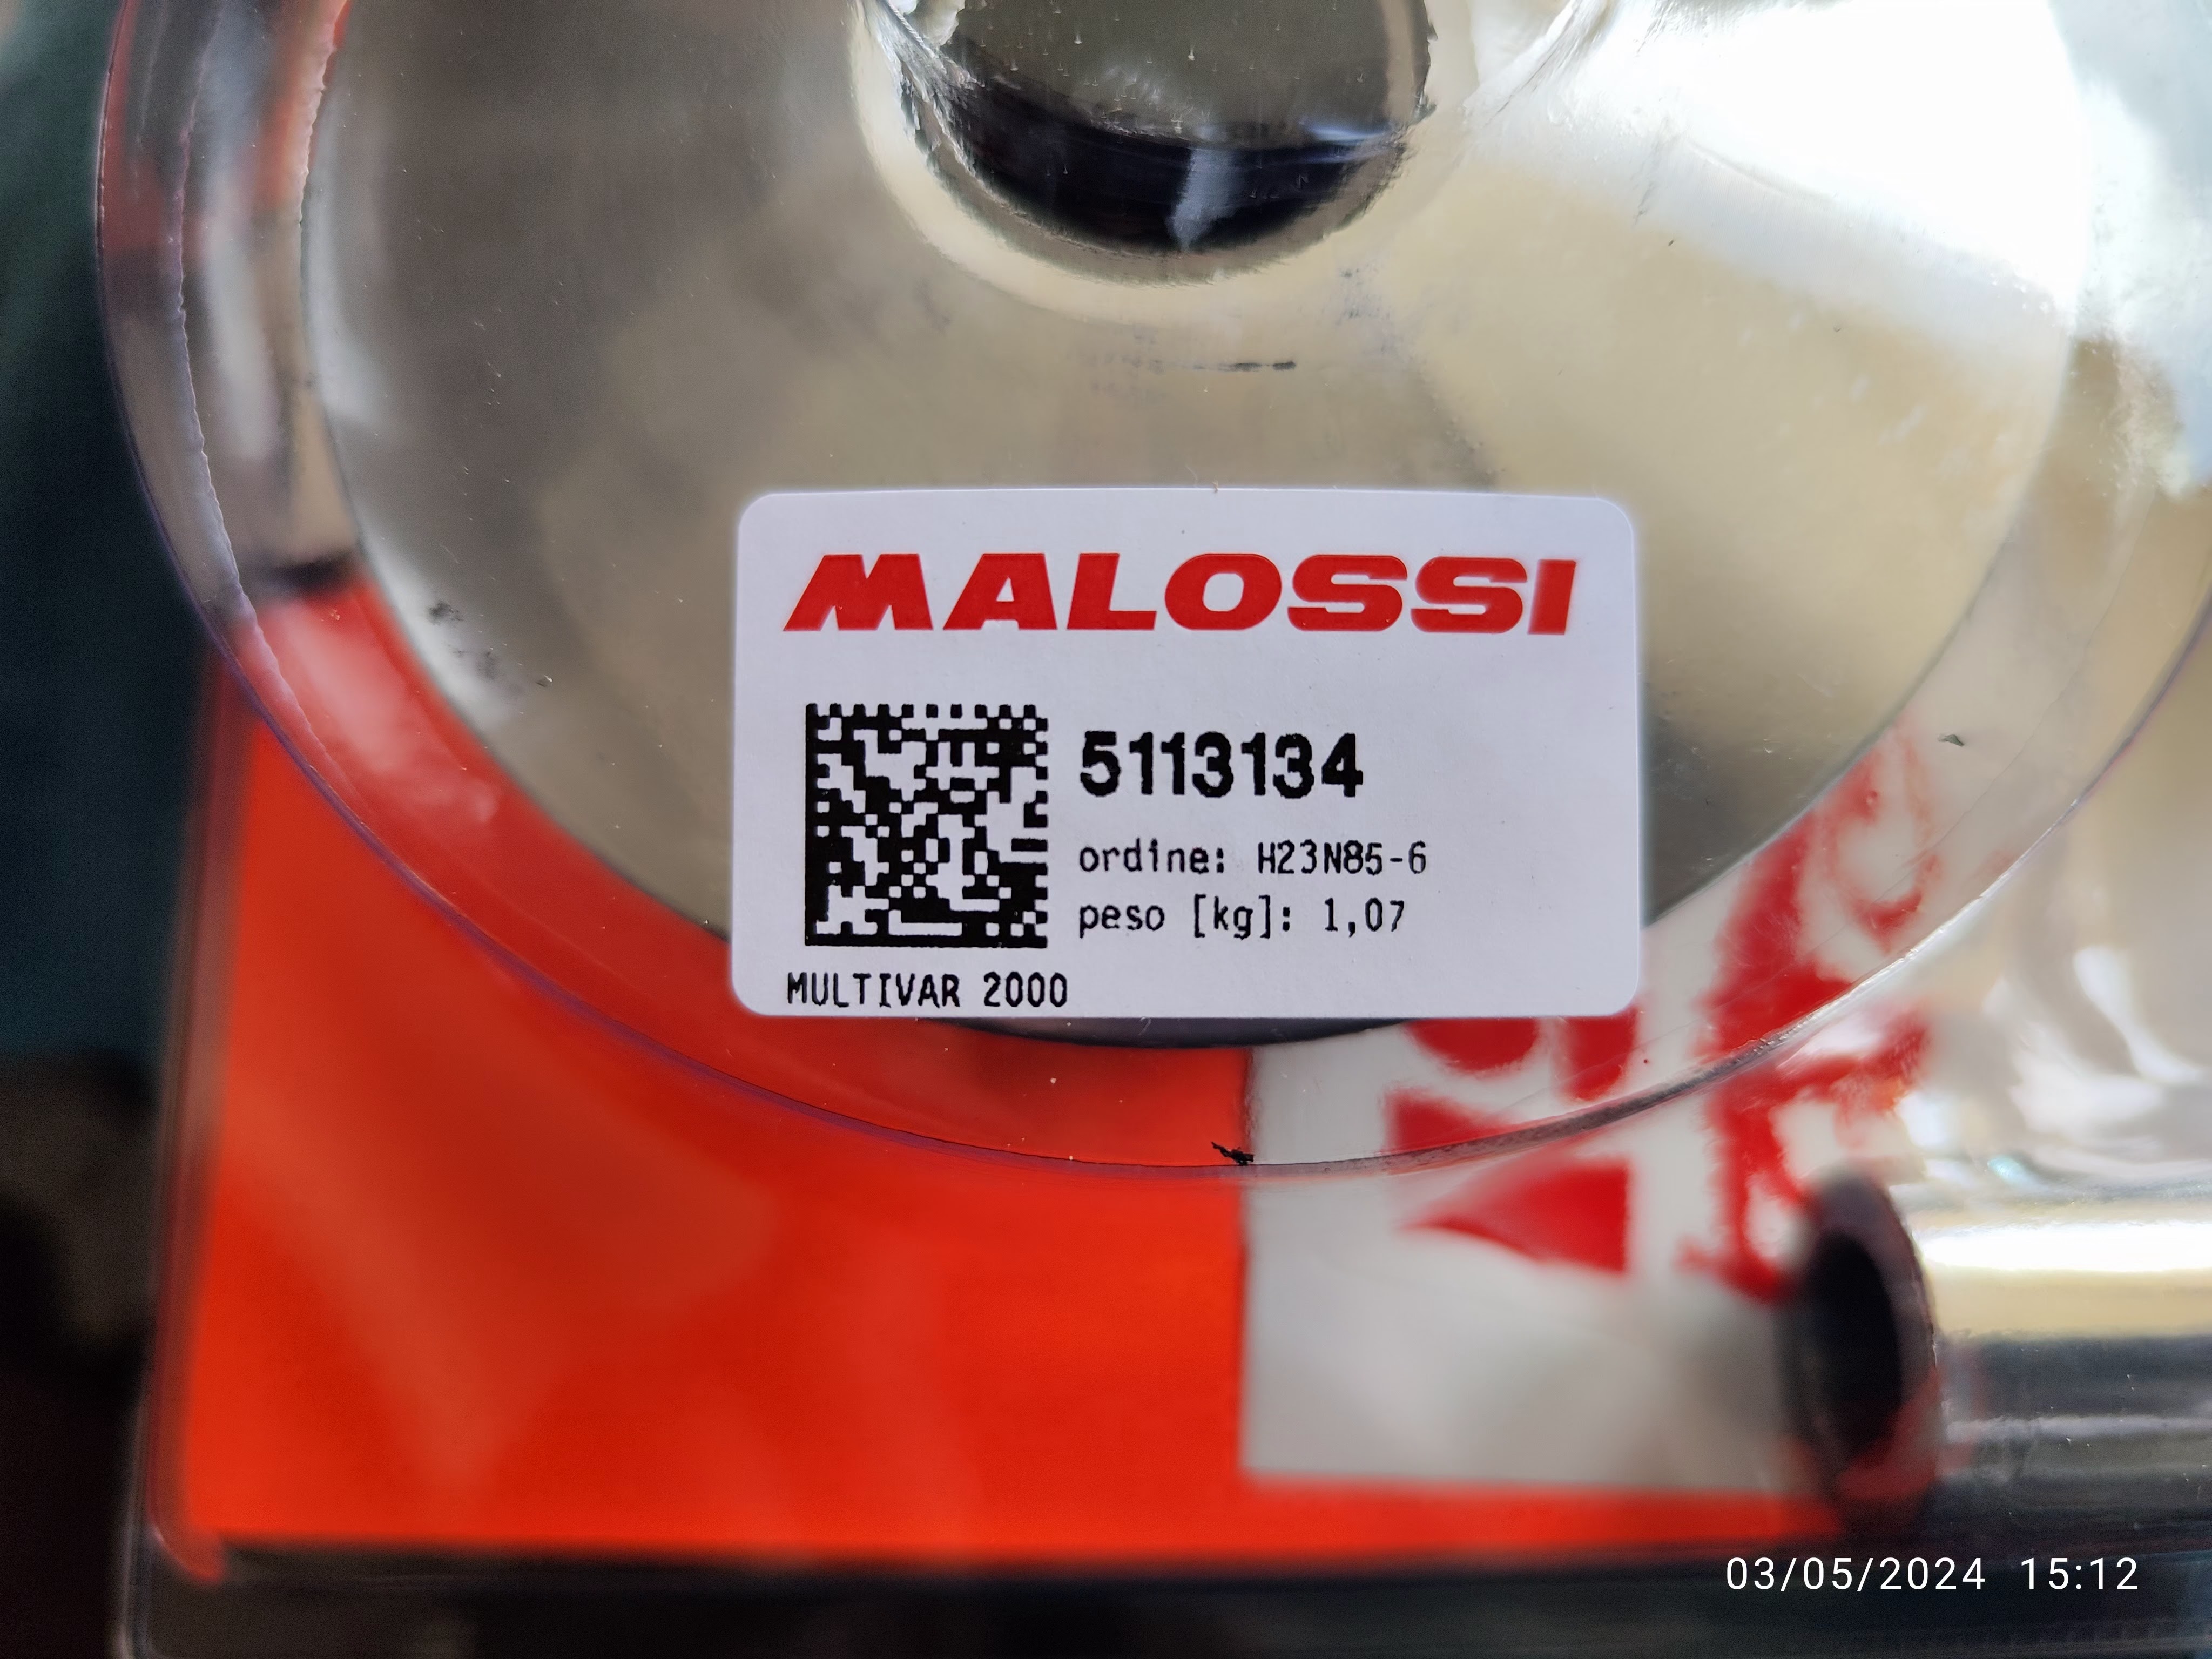 MALOSSI
5113134
ordine: H23N85-6
peso [kg]: 1,07
MULTIVAR 2000
03/05/2024 15:12